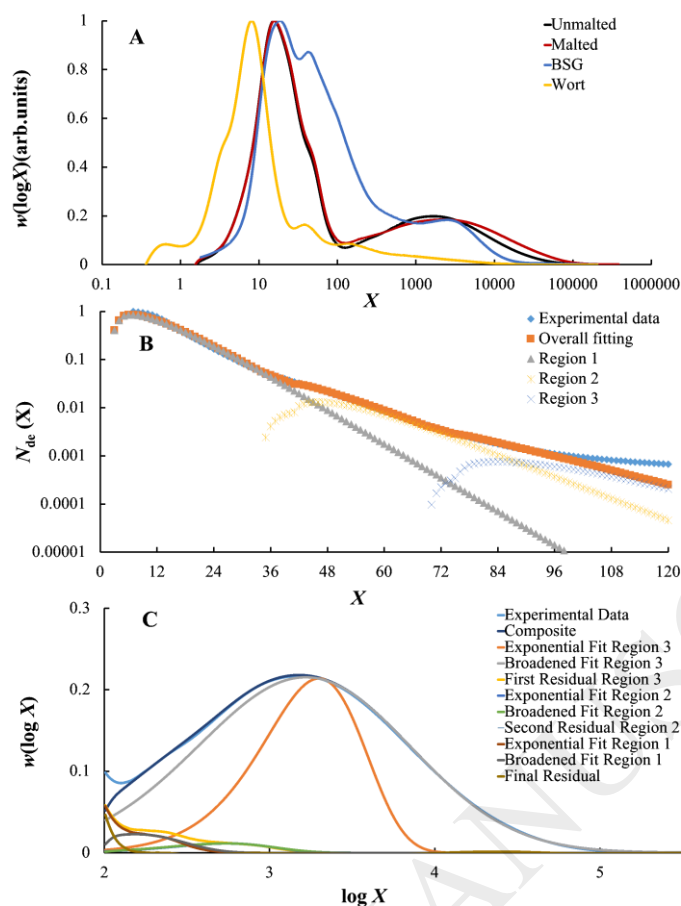 A
Unmalted
Malted
BSG
Wort
w(logX)(arb.units)
1
0.8
0.6
0.4
0.2
0
0.1 1 10 100 1000 10000 100000 1000000
X
B
Experimental data
Overall fitting
Region 1
Region 2
Region 3
N_de (X)
1
0.1
0.01
0.001
0.0001
0.00001
0 12 24 36 48 60 72 84 96 108 120
X
C
Experimental Data
Composite
Exponential Fit Region 3
Broadened Fit Region 3
First Residual Region 3
Exponential Fit Region 2
Broadened Fit Region 2
Second Residual Region 2
Exponential Fit Region 1
Broadened Fit Region 1
Final Residual
w(log X)
0.3
0.2
0.1
0
2 3 4 5
log X